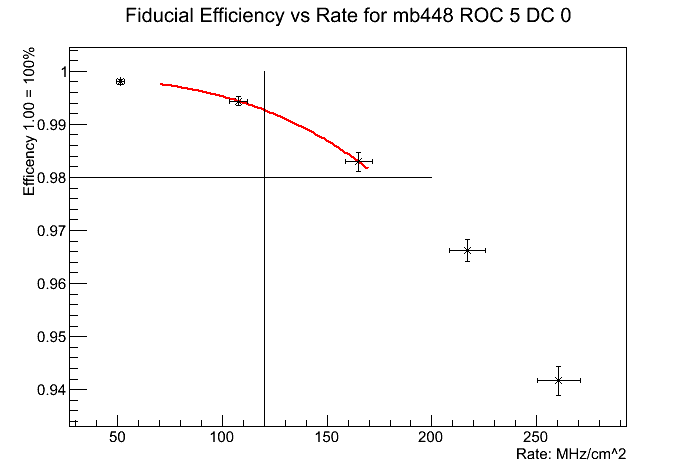 Fiducial Efficiency vs Rate for mb448 ROC 5 DC 0
Efficency 1.00 = 100%
1
0.99
0.98
0.97
0.96
0.95
0.94
50 100 150 200 250
Rate: MHz/cm^2